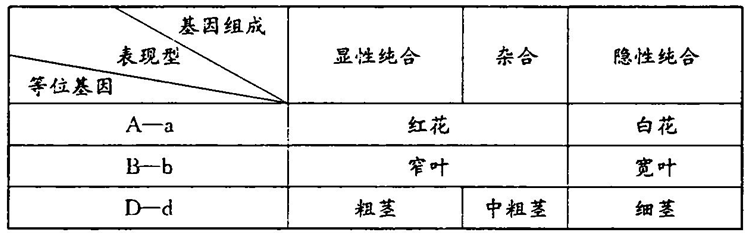 基因组成
表现型
等位基因
显性纯合 杂合 隐性纯合
A—a 红花 白花
B—b 窄叶 宽叶
D—d 粗茎 中粗茎 细茎